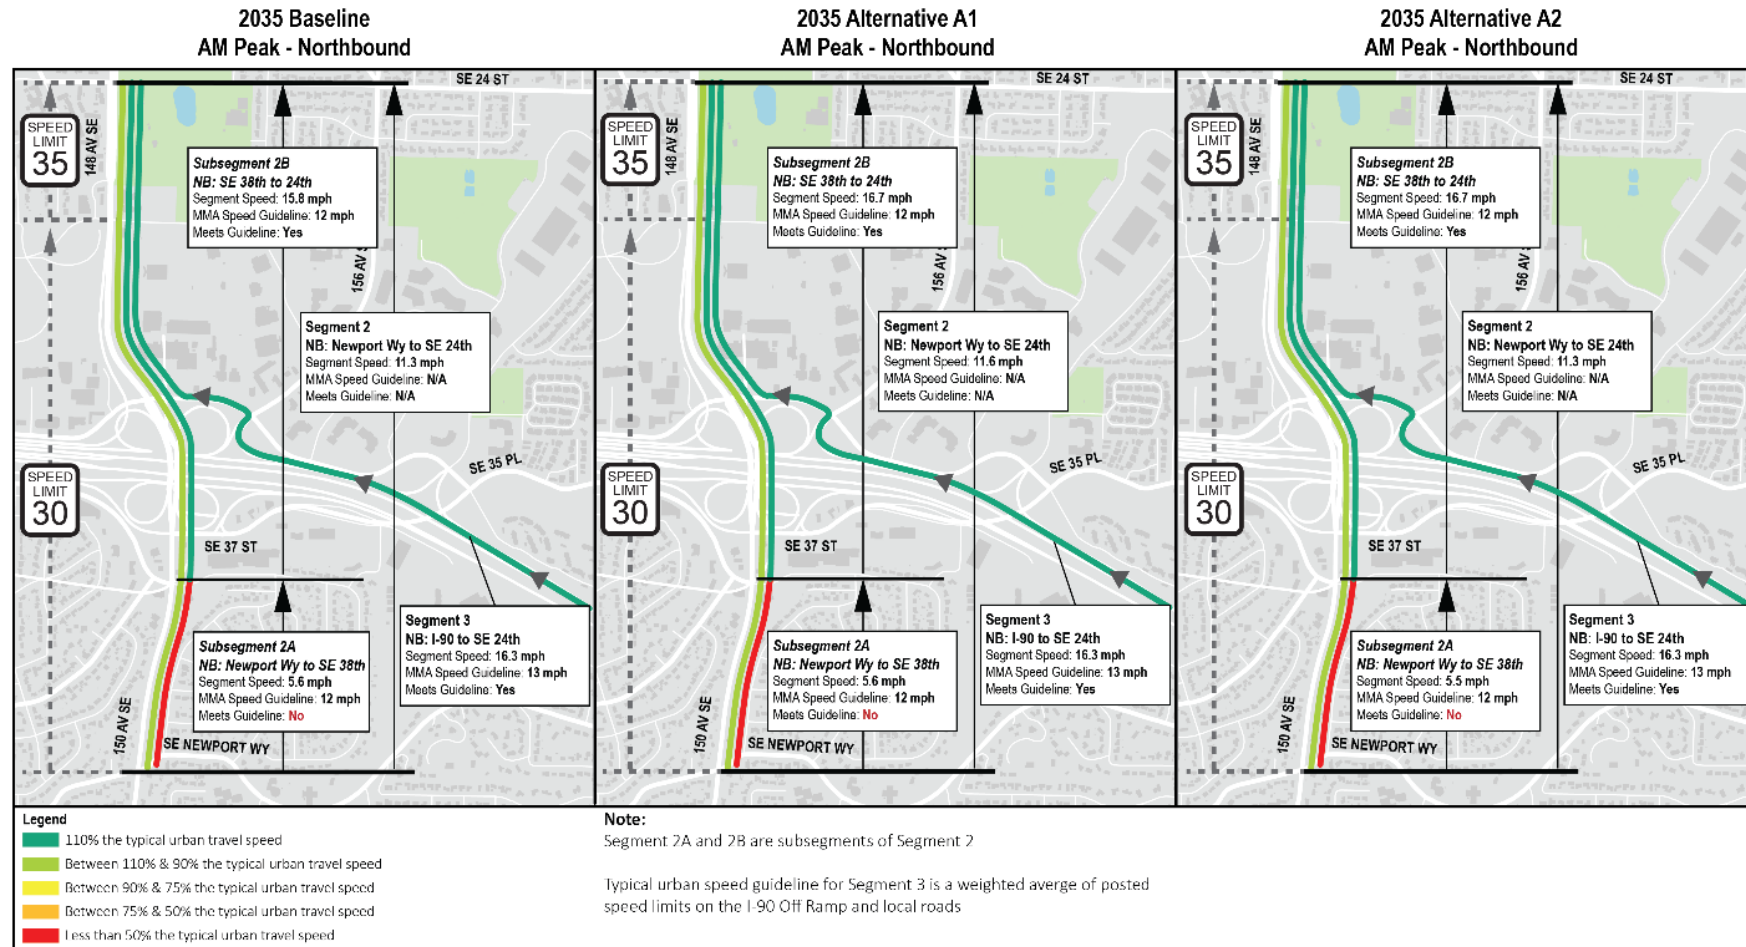 2035 Baseline
AM Peak - Northbound
SE 24 ST
SPEED
LIMIT
35
148 AV SE
Subsegment 2B
NB: SE 38th to 24th
Segment Speed: 15.8 mph
MMA Speed Guideline: 12 mph
Meets Guideline: Yes
156 AV S
Segment 2
NB: Newport Wy to SE 24th
Segment Speed: 11.3 mph
MMA Speed Guideline: N/A
Meets Guideline: N/A
SE 35 PL
SPEED
LIMIT
30
SE 37 ST
Segment 3
NB: I-90 to SE 24th
Segment Speed: 16.3 mph
MMA Speed Guideline: 13 mph
Meets Guideline: Yes
Subsegment 2A
NB: Newport Wy to SE 38th
Segment Speed: 5.6 mph
MMA Speed Guideline: 12 mph
Meets Guideline: No
150 AV SE
SE NEWPORT WY
2035 Alternative A1
AM Peak - Northbound
SE 24 ST
SPEED
LIMIT
35
148 AV SE
Subsegment 2B
NB: SE 38th to 24th
Segment Speed: 16.7 mph
MMA Speed Guideline: 12 mph
Meets Guideline: Yes
156 AV S
Segment 2
NB: Newport Wy to SE 24th
Segment Speed: 11.6 mph
MMA Speed Guideline: N/A
Meets Guideline: N/A
SE 35 PL
SPEED
LIMIT
30
SE 37 ST
Segment 3
NB: I-90 to SE 24th
Segment Speed: 16.3 mph
MMA Speed Guideline: 13 mph
Meets Guideline: Yes
Subsegment 2A
NB: Newport Wy to SE 38th
Segment Speed: 5.6 mph
MMA Speed Guideline: 12 mph
Meets Guideline: No
150 AV SE
SE NEWPORT WY
2035 Alternative A2
AM Peak - Northbound
SE 24 ST
SPEED
LIMIT
35
148 AV SE
Subsegment 2B
NB: SE 38th to 24th
Segment Speed: 16.7 mph
MMA Speed Guideline: 12 mph
Meets Guideline: Yes
156 AV
Segment 2
NB: Newport Wy to SE 24th
Segment Speed: 11.3 mph
MMA Speed Guideline: N/A
Meets Guideline: N/A
SE 35 PL
SPEED
LIMIT
30
SE 37 ST
Segment 3
NB: I-90 to SE 24th
Segment Speed: 16.3 mph
MMA Speed Guideline: 13 mph
Meets Guideline: Yes
Subsegment 2A
NB: Newport Wy to SE 38th
Segment Speed: 5.5 mph
MMA Speed Guideline: 12 mph
Meets Guideline: No
150 AV SE
SE NEWPORT WY
Legend
110% the typical urban travel speed
Between 110% & 90% the typical urban travel speed
Between 90% & 75% the typical urban travel speed
Between 75% & 50% the typical urban travel speed
Less than 50% the typical urban travel speed
Note:
Segment 2A and 2B are subsegments of Segment 2
Typical urban speed guideline for Segment 3 is a weighted averge of posted
speed limits on the I-90 Off Ramp and local roads